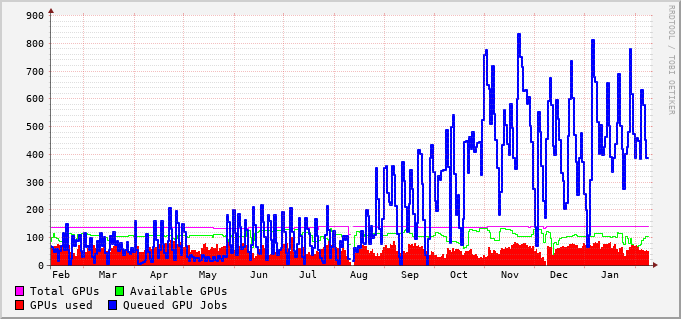 900
800
700
600
500
400
300
200
100
0
Feb Mar Apr May Jun Jul Aug Sep Oct Nov Dec Jan
Total GPUs Available GPUs
GPUs used Queued GPU Jobs
RRDTOOL / TOBI OETIKER